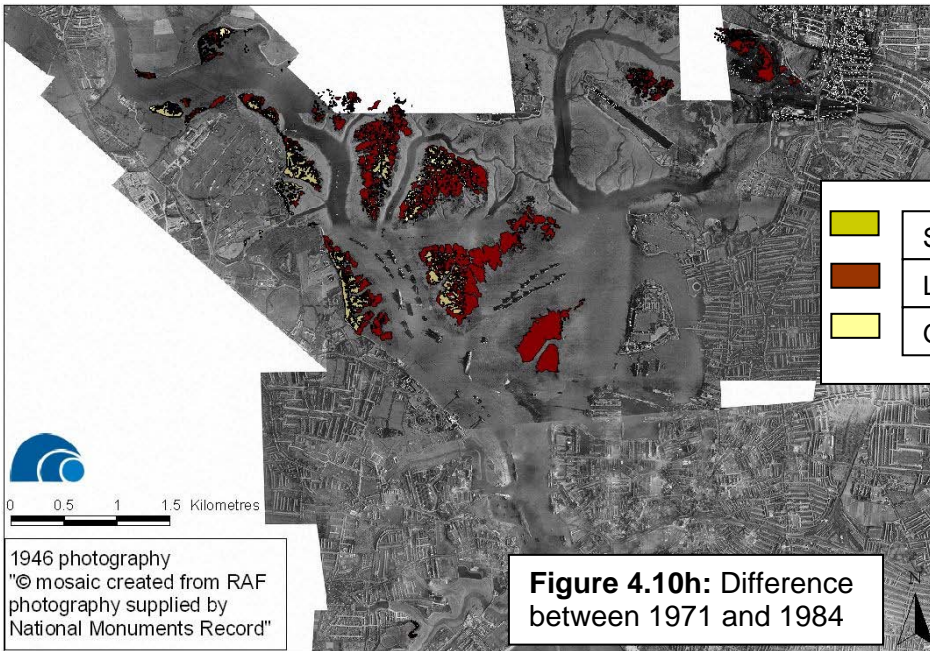 S
L
G
0 0.5 1 1.5 Kilometres
1946 photography
"© mosaic created from RAF
photography supplied by
National Monuments Record"
Figure 4.10h: Difference
between 1971 and 1984
N